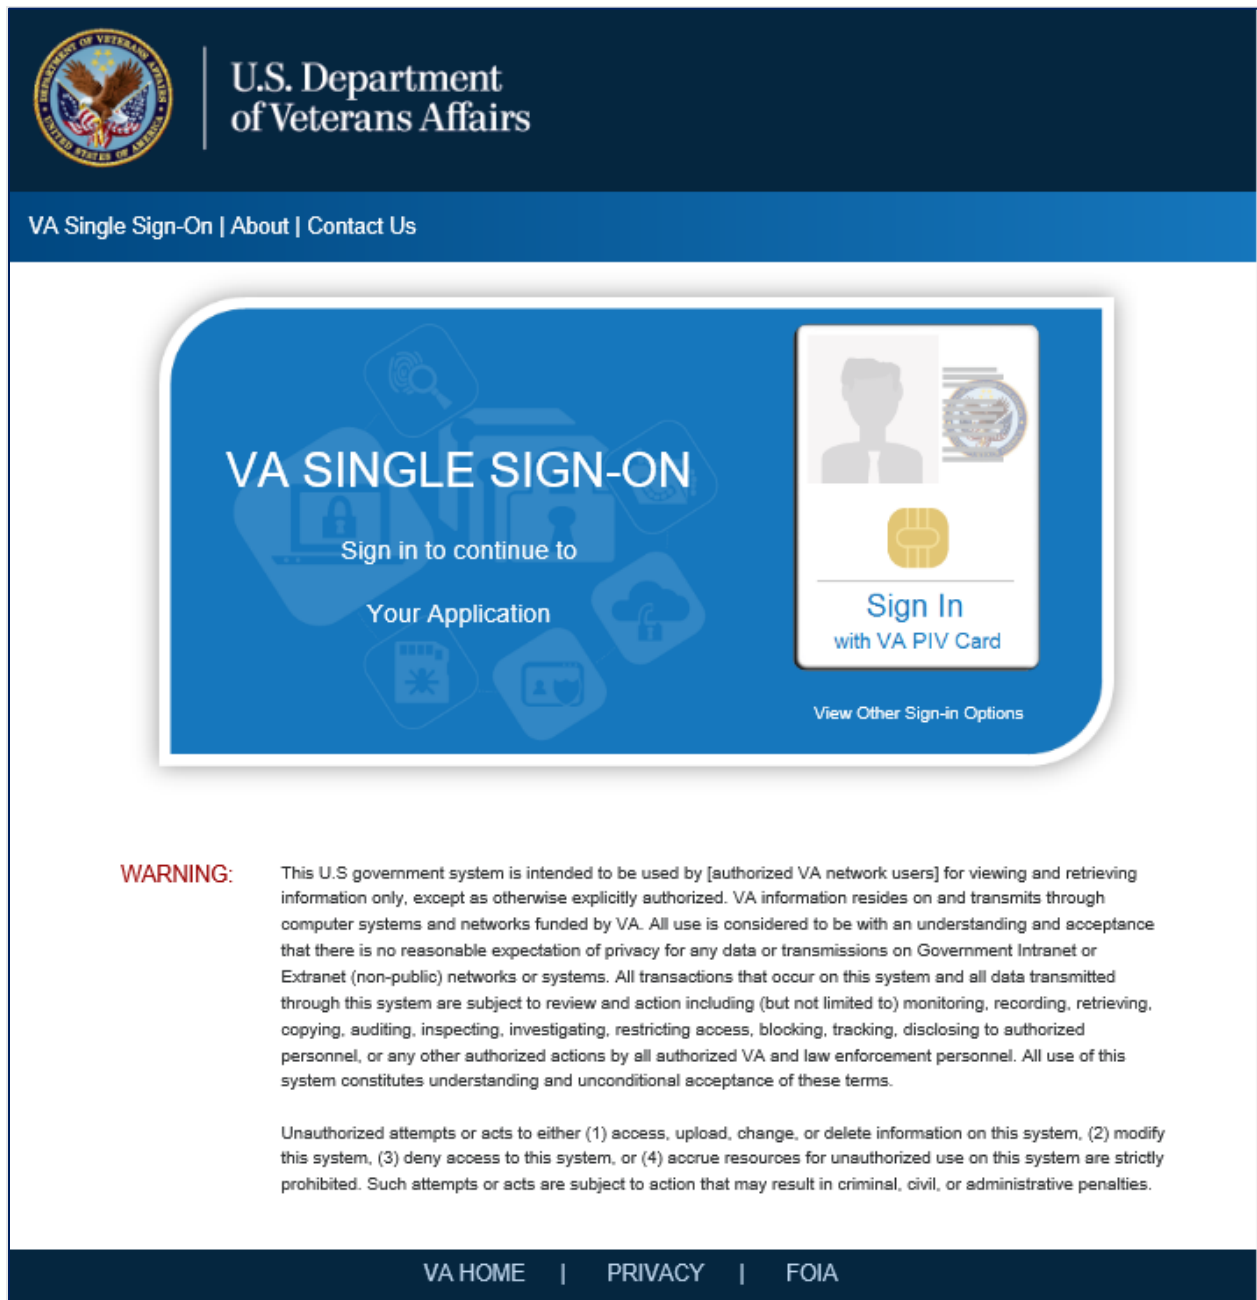 DEPARTMENT OF VETERANS AFFAIRS
UNITED STATES OF AMERICA
U.S. Department
of Veterans Affairs
VA Single Sign-On | About | Contact Us
VA SINGLE SIGN-ON
Sign in to continue to
Your Application
Sign In
with VA PIV Card
View Other Sign-in Options
WARNING:
This U.S government system is intended to be used by [authorized VA network users] for viewing and retrieving
information only, except as otherwise explicitly authorized. VA information resides on and transmits through
computer systems and networks funded by VA. All use is considered to be with an understanding and acceptance
that there is no reasonable expectation of privacy for any data or transmissions on Government Intranet or
Extranet (non-public) networks or systems. All transactions that occur on this system and all data transmitted
through this system are subject to review and action including (but not limited to) monitoring, recording, retrieving,
copying, auditing, inspecting, investigating, restricting access, blocking, tracking, disclosing to authorized
personnel, or any other authorized actions by all authorized VA and law enforcement personnel. All use of this
system constitutes understanding and unconditional acceptance of these terms.
Unauthorized attempts or acts to either (1) access, upload, change, or delete information on this system, (2) modify
this system, (3) deny access to this system, or (4) accrue resources for unauthorized use on this system are strictly
prohibited. Such attempts or acts are subject to action that may result in criminal, civil, or administrative penalties.
VA HOME | PRIVACY | FOIA